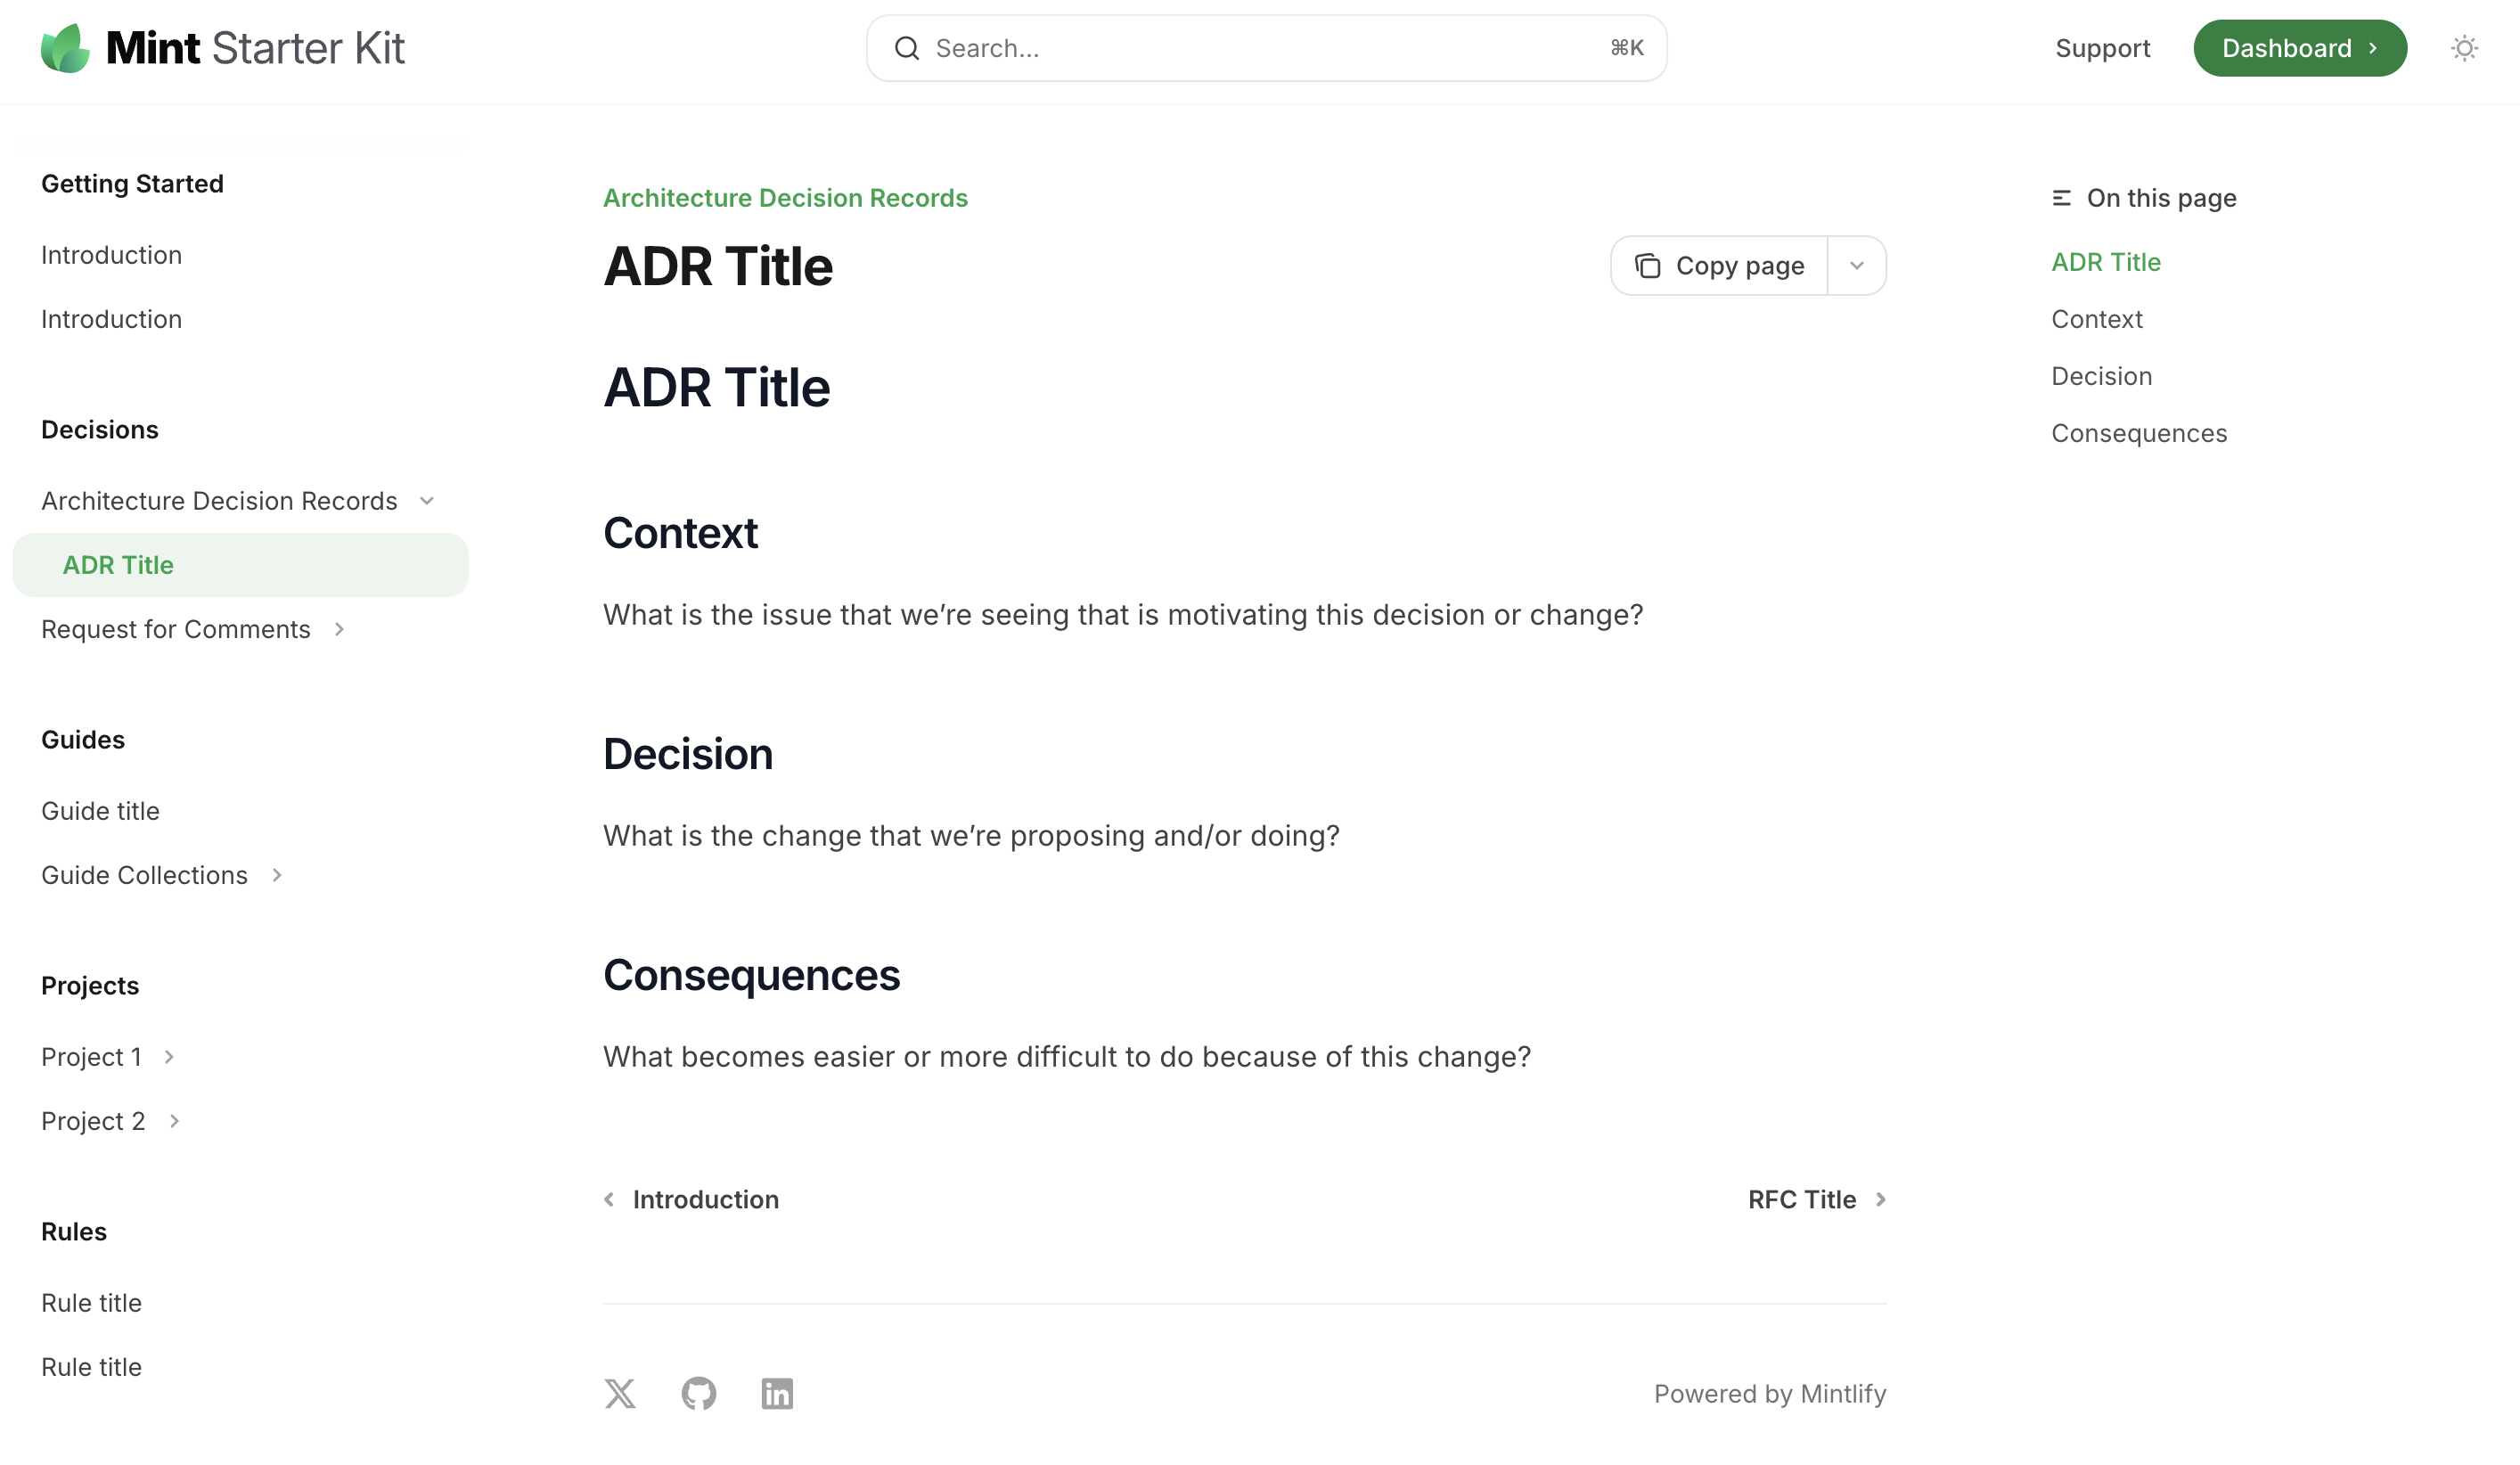 Mint Starter Kit
Search...
⌘K
Support
Dashboard
Getting Started
Introduction
Introduction
Decisions
Architecture Decision Records
ADR Title
Request for Comments
Guides
Guide title
Guide Collections
Projects
Project 1
Project 2
Rules
Rule title
Rule title
Architecture Decision Records
ADR Title
Copy page
ADR Title
Context
What is the issue that we’re seeing that is motivating this decision or change?
Decision
What is the change that we’re proposing and/or doing?
Consequences
What becomes easier or more difficult to do because of this change?
Introduction
RFC Title
Powered by Mintlify
On this page
ADR Title
Context
Decision
Consequences